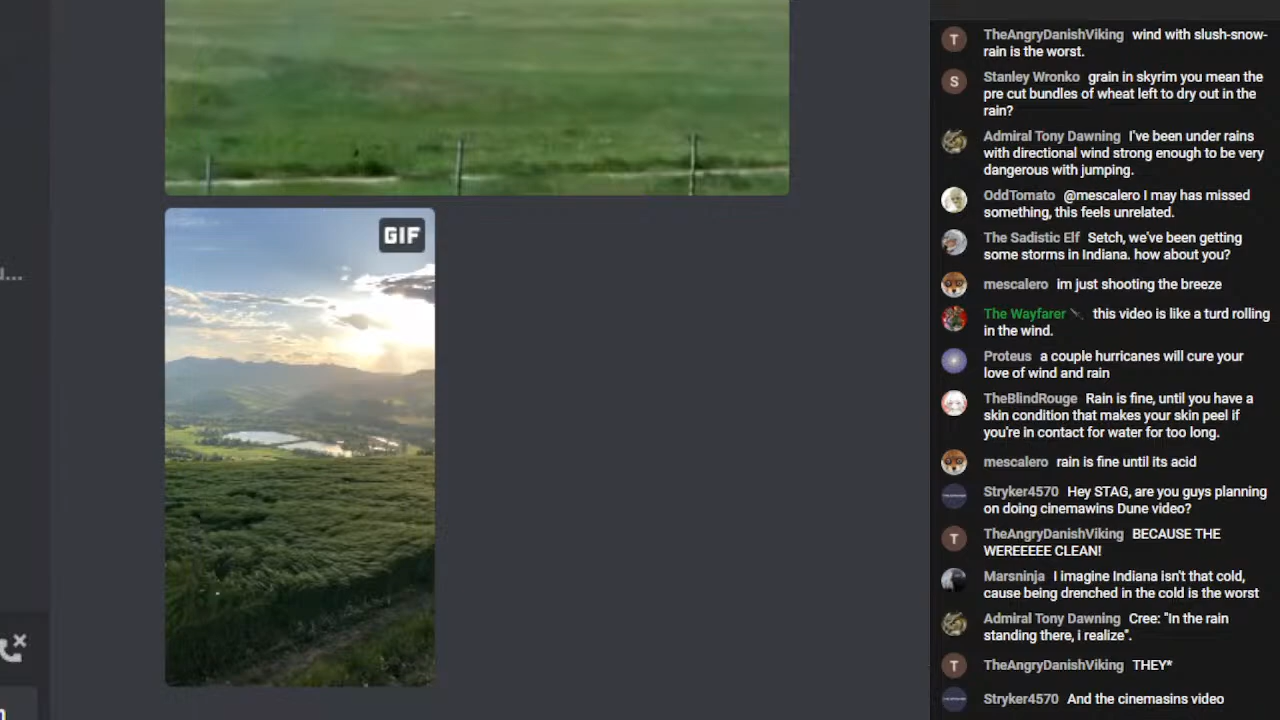 TheAngryDanishViking wind with slush-snow-
rain is the worst.
Stanley Wronko grain in skyrim you mean the
pre cut bundles of wheat left to dry out in the
rain?
Admiral Tony Dawning I've been under rains
with directional wind strong enough to be very
dangerous with jumping.
OddTomato @mescalero I may has missed
something, this feels unrelated.
The Sadistic Elf Setch, we've been getting
some storms in Indiana. how about you?
mescalero im just shooting the breeze
The Wayfarer this video is like a turd rolling
in the wind.
Proteus a couple hurricanes will cure your
love of wind and rain
TheBlindRouge Rain is fine, until you have a
skin condition that makes your skin peel if
you're in contact for water for too long.
mescalero rain is fine until its acid
Stryker4570 Hey STAG, are you guys planning
on doing cinemawins Dune video?
TheAngryDanishViking BECAUSE THE
WEREEEEE CLEAN!
Marsninja I imagine Indiana isn't that cold,
cause being drenched in the cold is the worst
Admiral Tony Dawning Cree: "In the rain
standing there, i realize".
TheAngryDanishViking THEY*
Stryker4570 And the cinemasins video
GIF
T
S
T
T